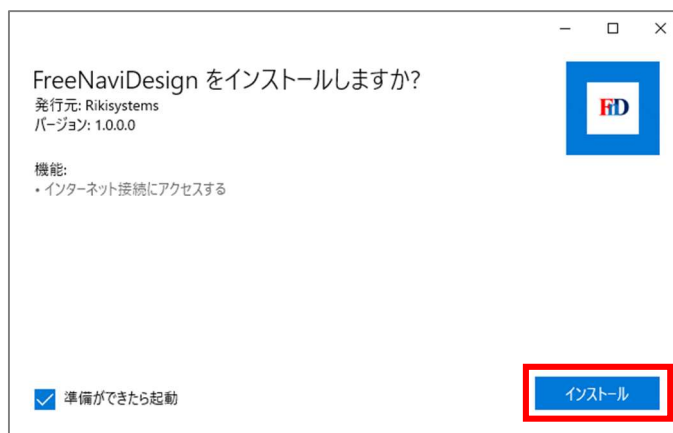 FreeNaviDesign をインストールしますか?
発行元: Rikisystems
バージョン: 1.0.0.0
FrD
機能:
• インターネット接続にアクセスする
準備ができたら起動
インストール